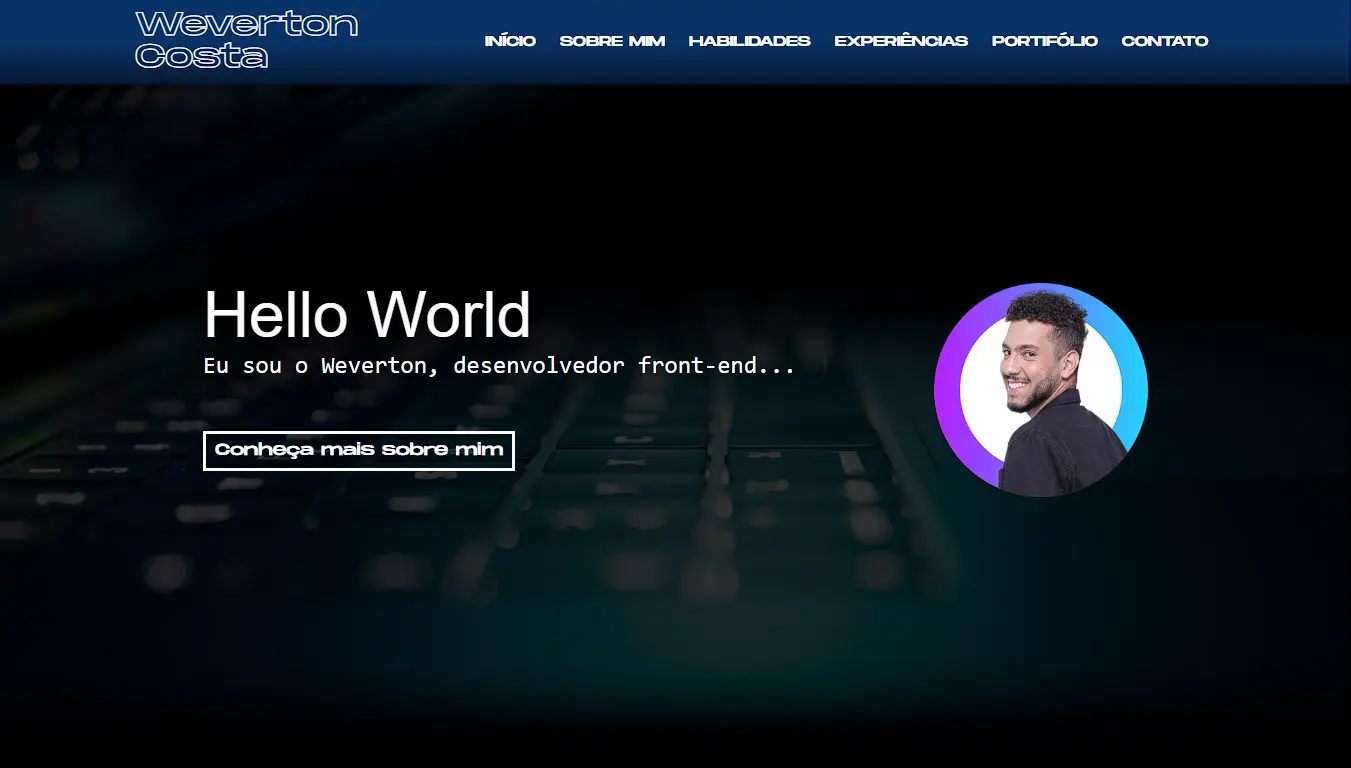 Weverton
Costa
INÍCIO SOBRE MIM HABILIDADES EXPERIÊNCIAS PORTIFÓLIO CONTATO
Hello World
Eu sou o Weverton, desenvolvedor front-end...
Conheça mais sobre mim